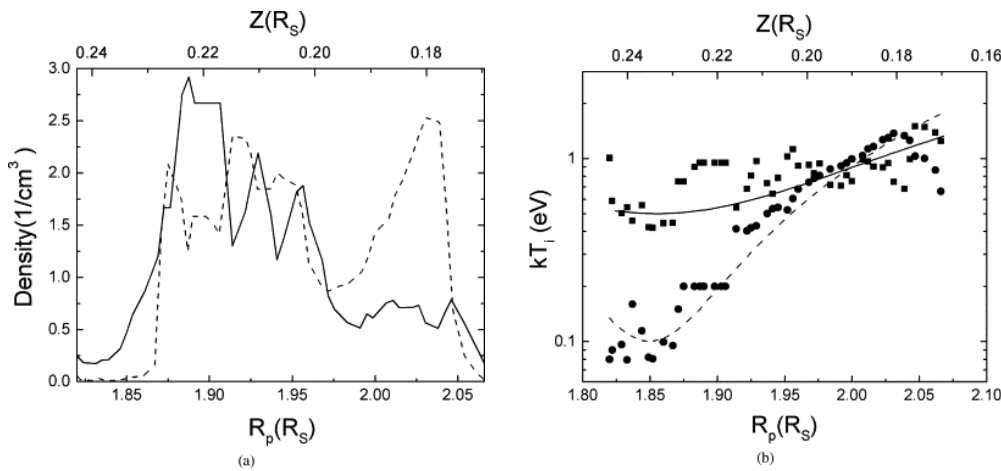 Z(R_S)
0.24 0.22 0.20 0.18
3.0
2.5
2.0
1.5
1.0
0.5
0.0
Density(1/cm³)
1.85 1.90 1.95 2.00 2.05
R_p(R_S)
(a)
Z(R_S)
0.24 0.22 0.20 0.18 0.16
1
0.1
kT_i (eV)
1.80 1.85 1.90 1.95 2.00 2.05 2.10
R_p(R_S)
(b)